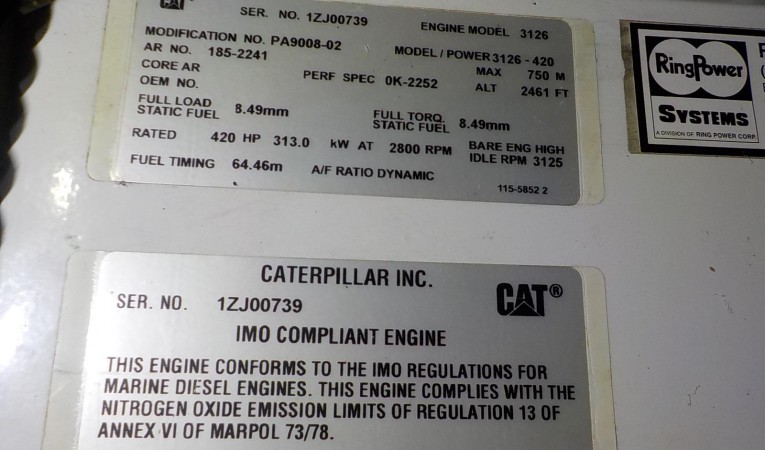 CAT SER. NO. 1ZJ00739 ENGINE MODEL 3126
MODIFICATION NO. PA9008-02
AR NO. 185-2241 MODEL / POWER 3126 - 420
CORE AR PERF SPEC 0K-2252 MAX 750 M
OEM NO. ALT 2461 FT
FULL LOAD
STATIC FUEL 8.49mm FULL TORQ.
STATIC FUEL 8.49mm
RATED 420 HP 313.0 kW AT 2800 RPM BARE ENG HIGH
IDLE RPM 3125
FUEL TIMING 64.46m A/F RATIO DYNAMIC
115-5852 2
RingPower
SYSTEMS
A DIVISION OF RING POWER CORP
CATERPILLAR INC.
SER. NO. 1ZJ00739 CAT®
IMO COMPLIANT ENGINE
THIS ENGINE CONFORMS TO THE IMO REGULATIONS FOR
MARINE DIESEL ENGINES. THIS ENGINE COMPLIES WITH THE
NITROGEN OXIDE EMISSION LIMITS OF REGULATION 13 OF
ANNEX VI OF MARPOL 73/78.